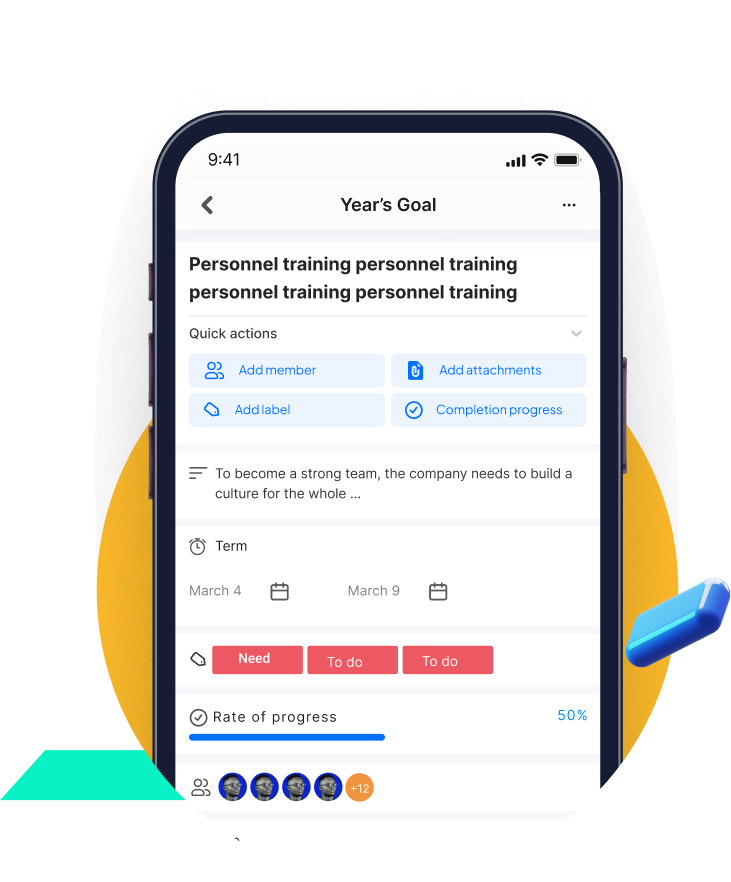 9:41
Year’s Goal
Personnel training personnel training
personnel training personnel training
Quick actions
Add member
Add attachments
Add label
Completion progress
To become a strong team, the company needs to build a
culture for the whole ...
Term
March 4
March 9
Need
To do
To do
Rate of progress
50%
+12